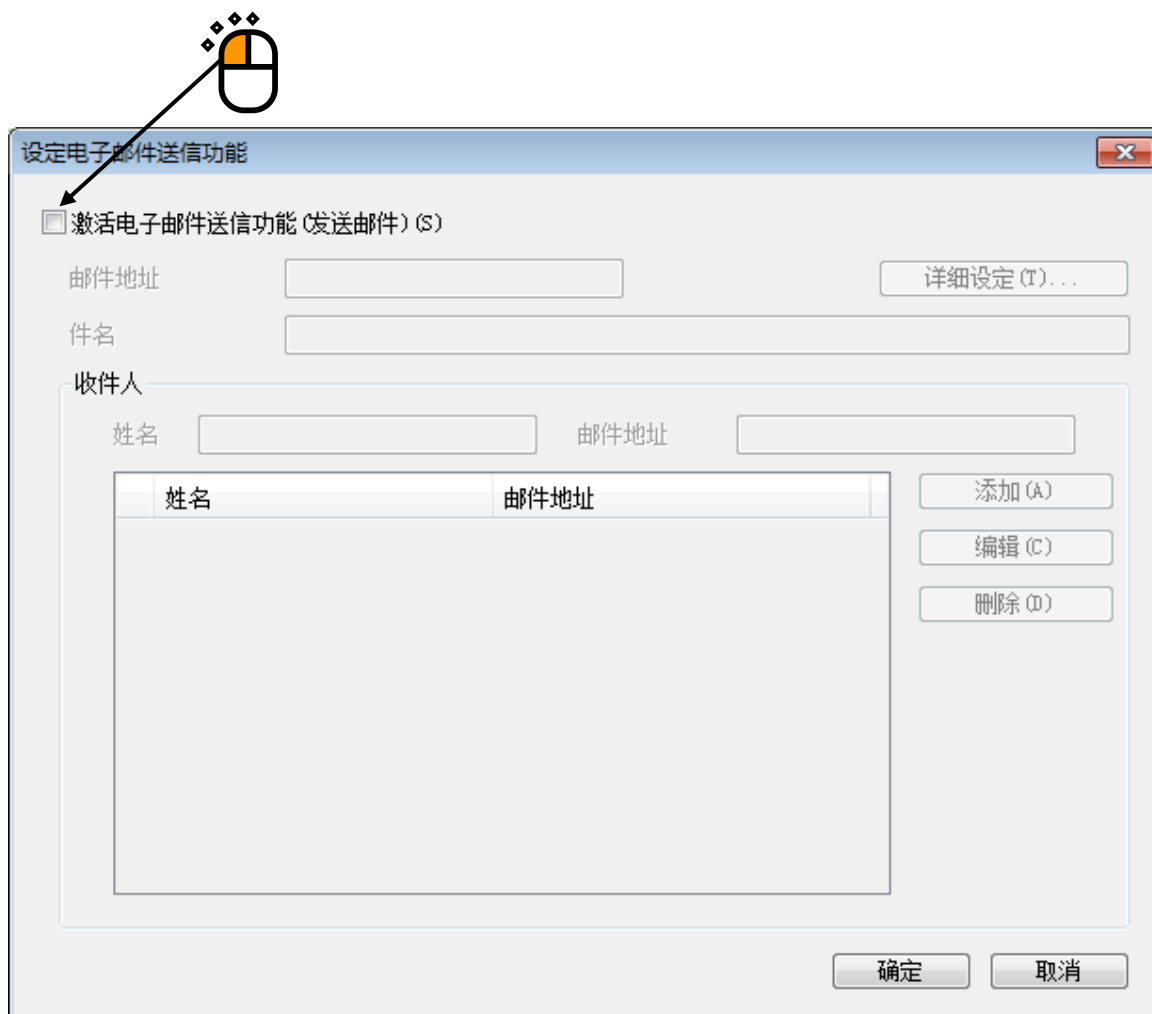 设定电子邮件送信功能
激活电子邮件送信功能(发送邮件)(S)
邮件地址
详细设定(T)...
件名
收件人
姓名
邮件地址
姓名
邮件地址
添加(A)
编辑(C)
删除(D)
确定
取消